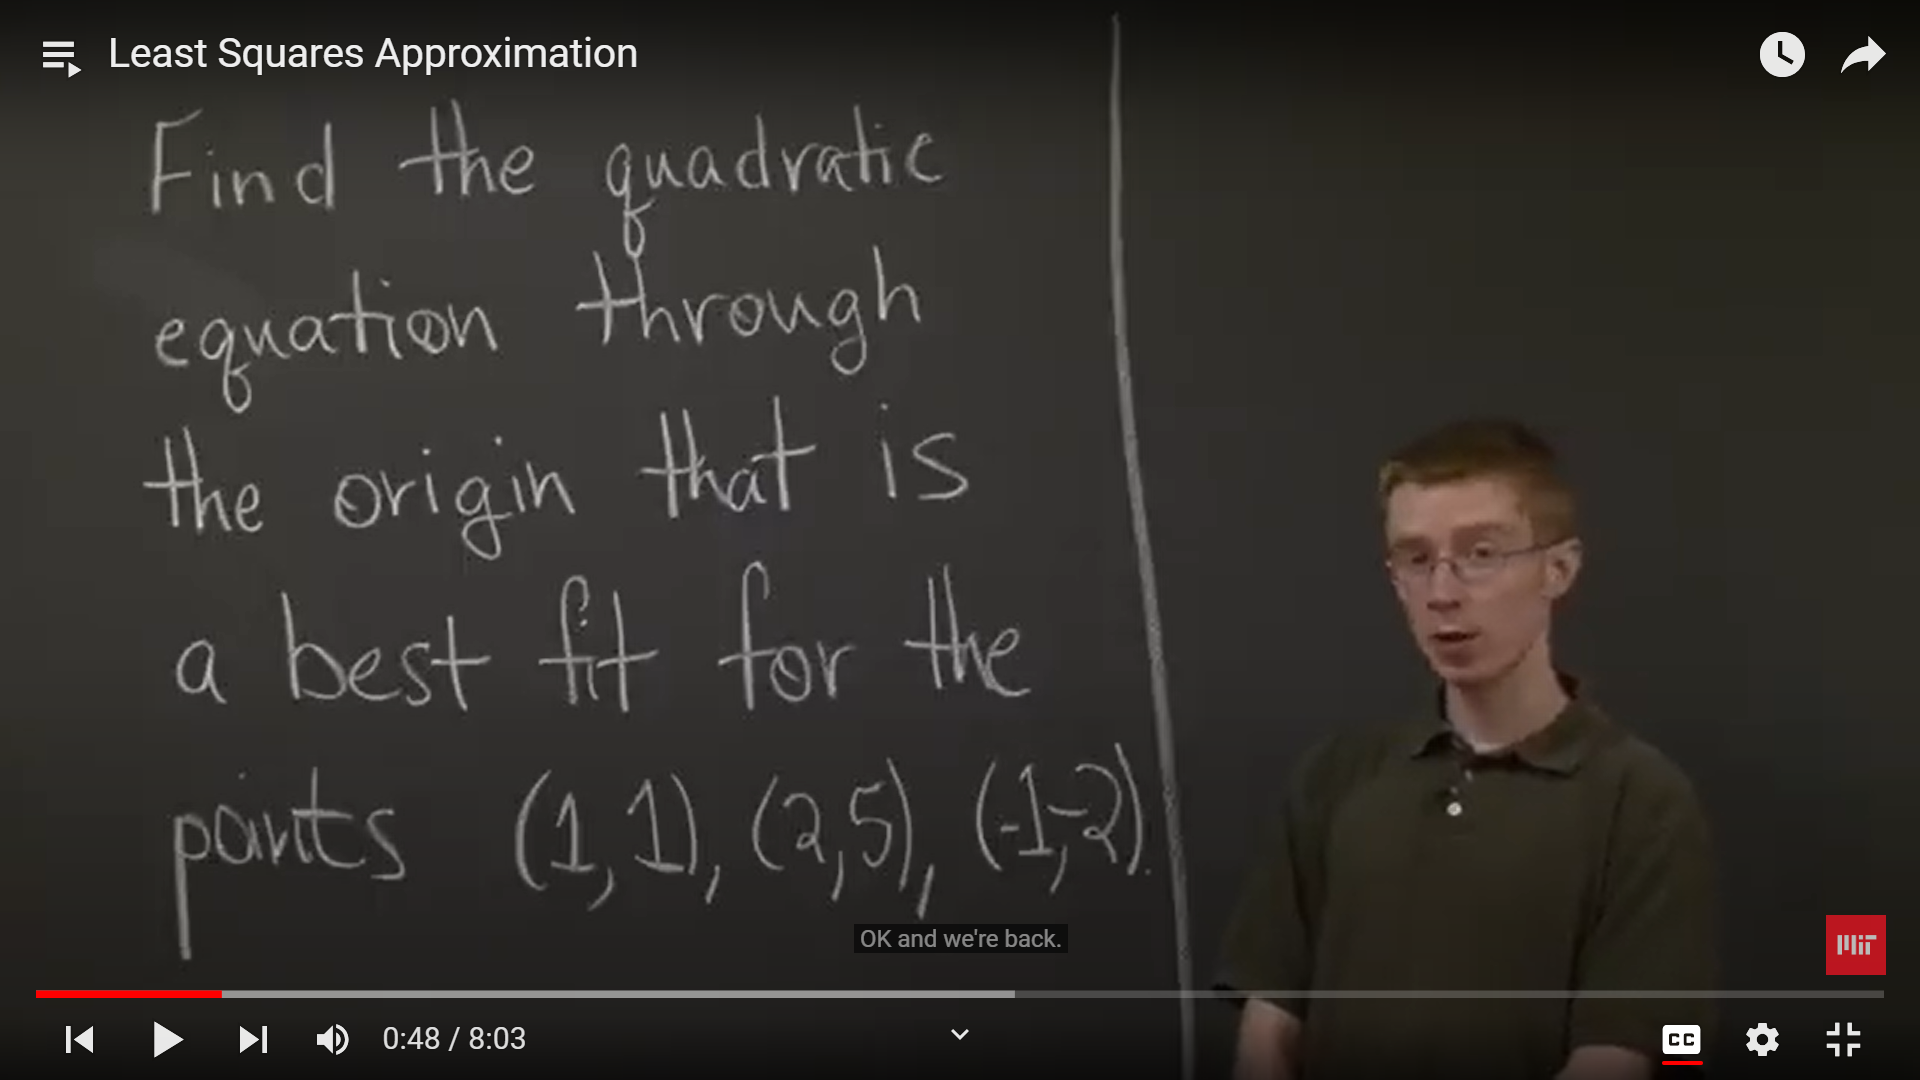 Least Squares Approximation
Find the quadratic
equation through
the origin that is
a best fit for the
points (1,1), (2,5), (-1,-2).
OK and we're back.
MiT
0:48 / 8:03
CC